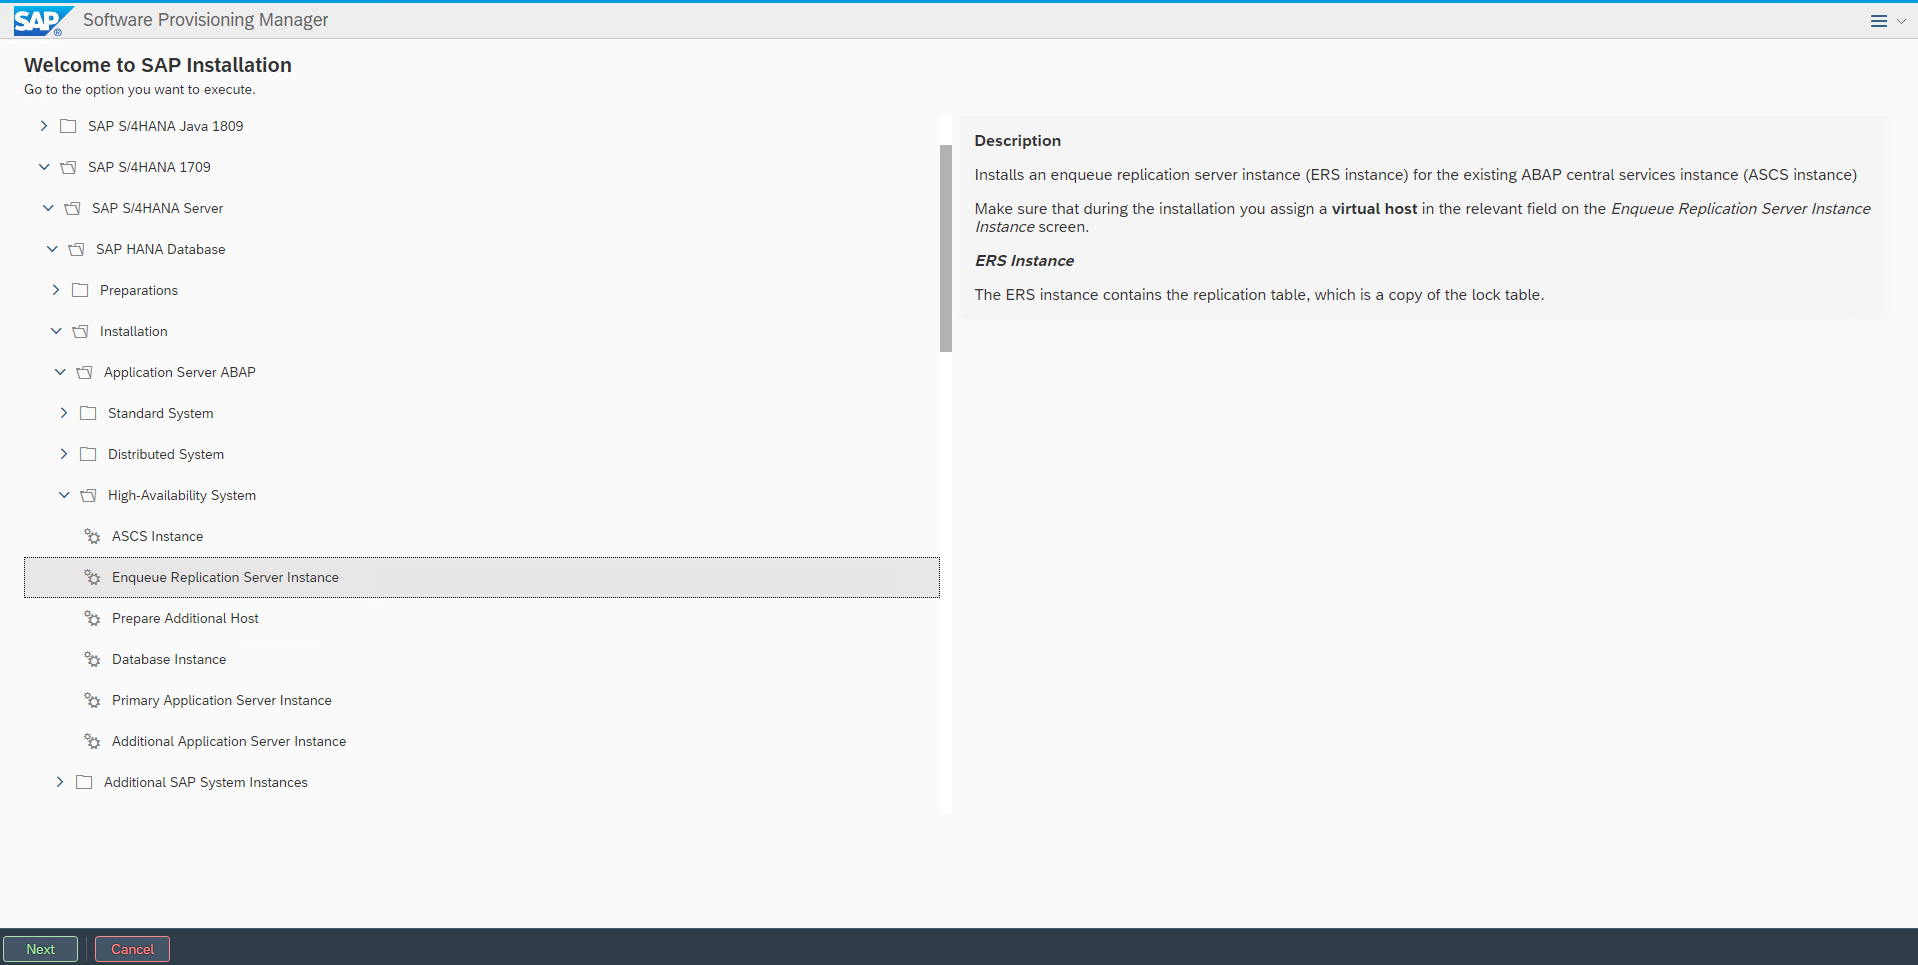 SAP® Software Provisioning Manager
Welcome to SAP Installation
Go to the option you want to execute.
SAP S/4HANA Java 1809
SAP S/4HANA 1709
SAP S/4HANA Server
SAP HANA Database
Preparations
Installation
Application Server ABAP
Standard System
Distributed System
High-Availability System
ASCS Instance
Enqueue Replication Server Instance
Prepare Additional Host
Database Instance
Primary Application Server Instance
Additional Application Server Instance
Additional SAP System Instances
Description
Installs an enqueue replication server instance (ERS instance) for the existing ABAP central services instance (ASCS instance)
Make sure that during the installation you assign a virtual host in the relevant field on the Enqueue Replication Server Instance
Instance screen.
ERS Instance
The ERS instance contains the replication table, which is a copy of the lock table.
Next Cancel